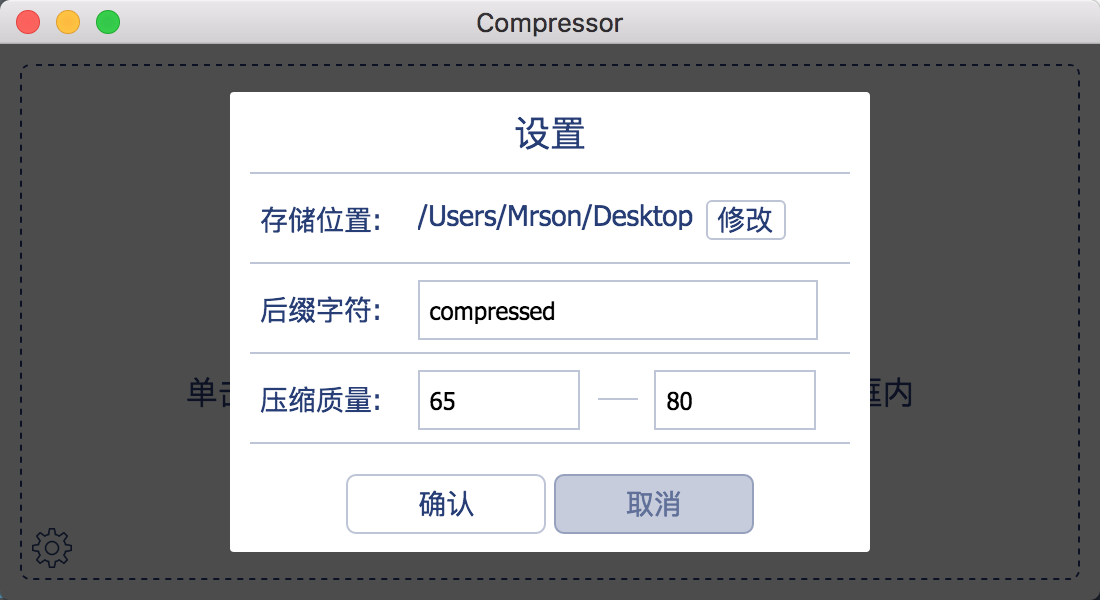 Compressor
设置
存储位置: /Users/Mrson/Desktop 修改
后缀字符: compressed
压缩质量: 65 80
单击 框内
确认 取消